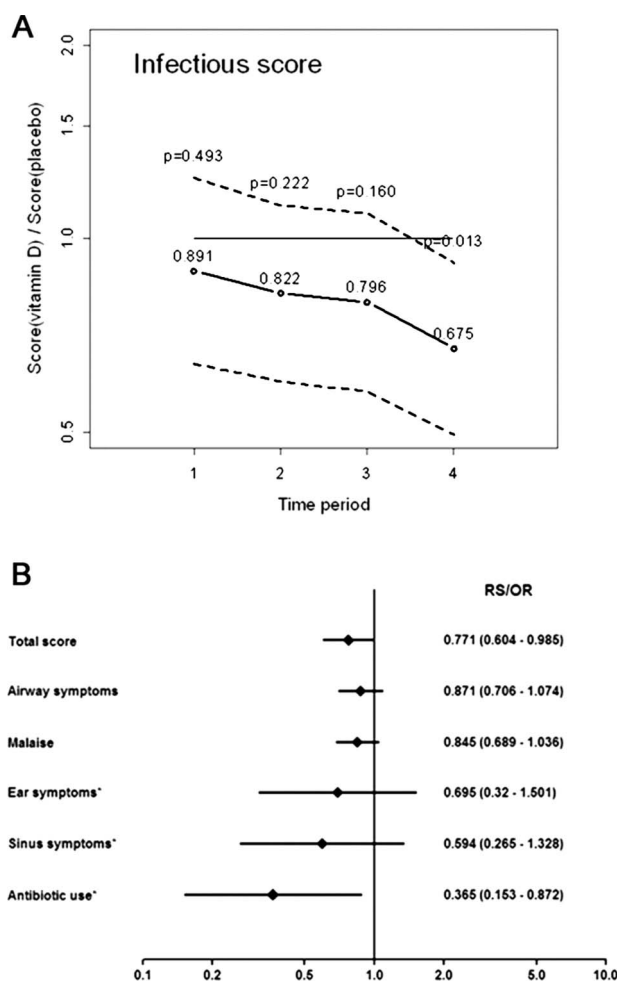 A
Infectious score
Score(vitamin D) / Score(placebo)
2.0
1.5
1.0
0.5
p=0.493
p=0.222
p=0.160
p=0.013
0.891
0.822
0.796
0.675
1 2 3 4
Time period
B
RS/OR
Total score 0.771 (0.604 - 0.985)
Airway symptoms 0.871 (0.706 - 1.074)
Malaise 0.845 (0.689 - 1.036)
Ear symptoms* 0.695 (0.32 - 1.501)
Sinus symptoms* 0.594 (0.265 - 1.328)
Antibiotic use* 0.365 (0.153 - 0.872)
0.1 0.2 0.5 1.0 2.0 5.0 10.0